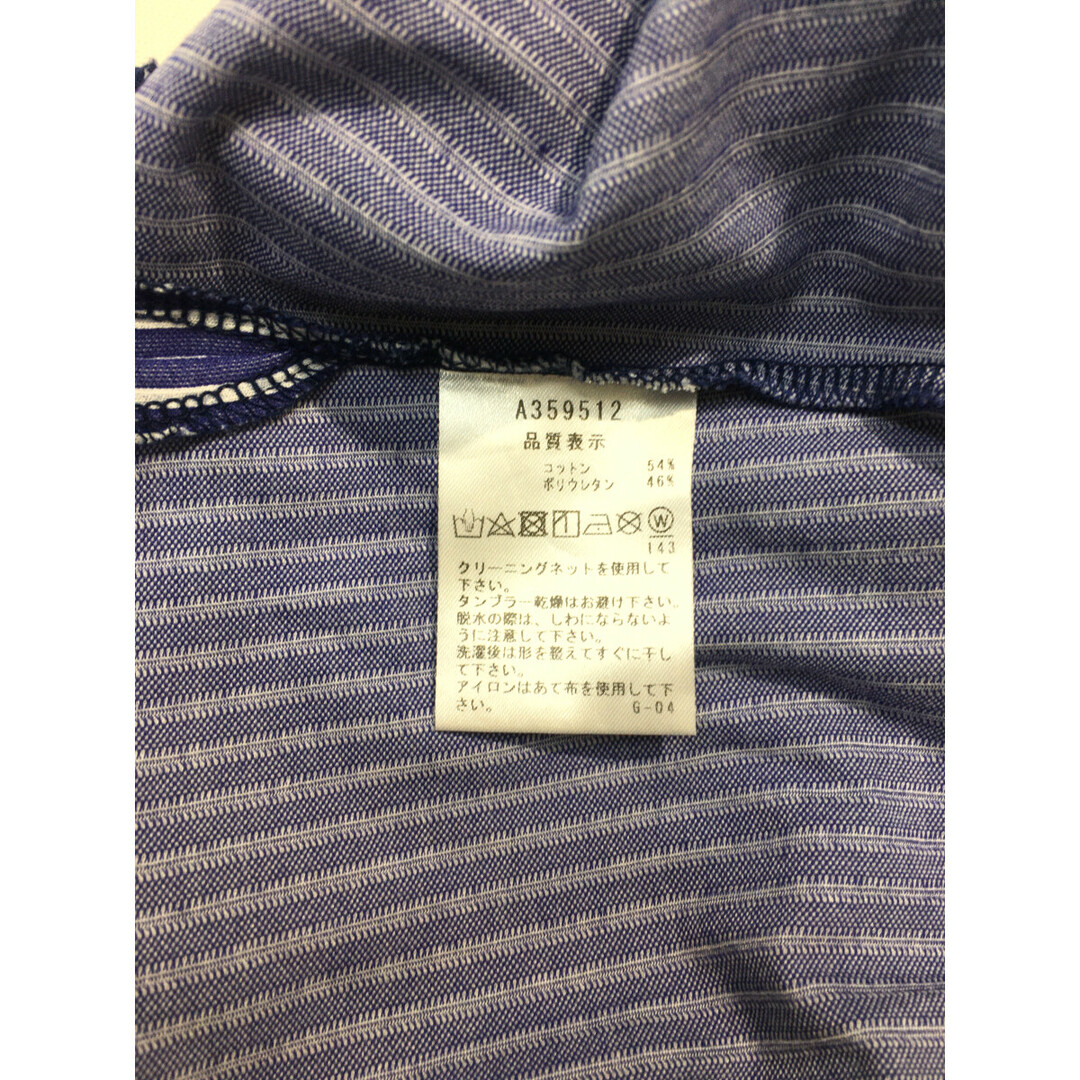 A359512
品質表示
コットン 54%
ポリウレタン 46%
W
143
クリーニングネットを使用して
下さい。
タンブラー乾燥はお避け下さい。
脱水の際は、しわにならないよ
うに注意して下さい。
洗濯後は形を整えてすぐに干し
て下さい。
アイロンはあて布を使用して下
さい。 G-04